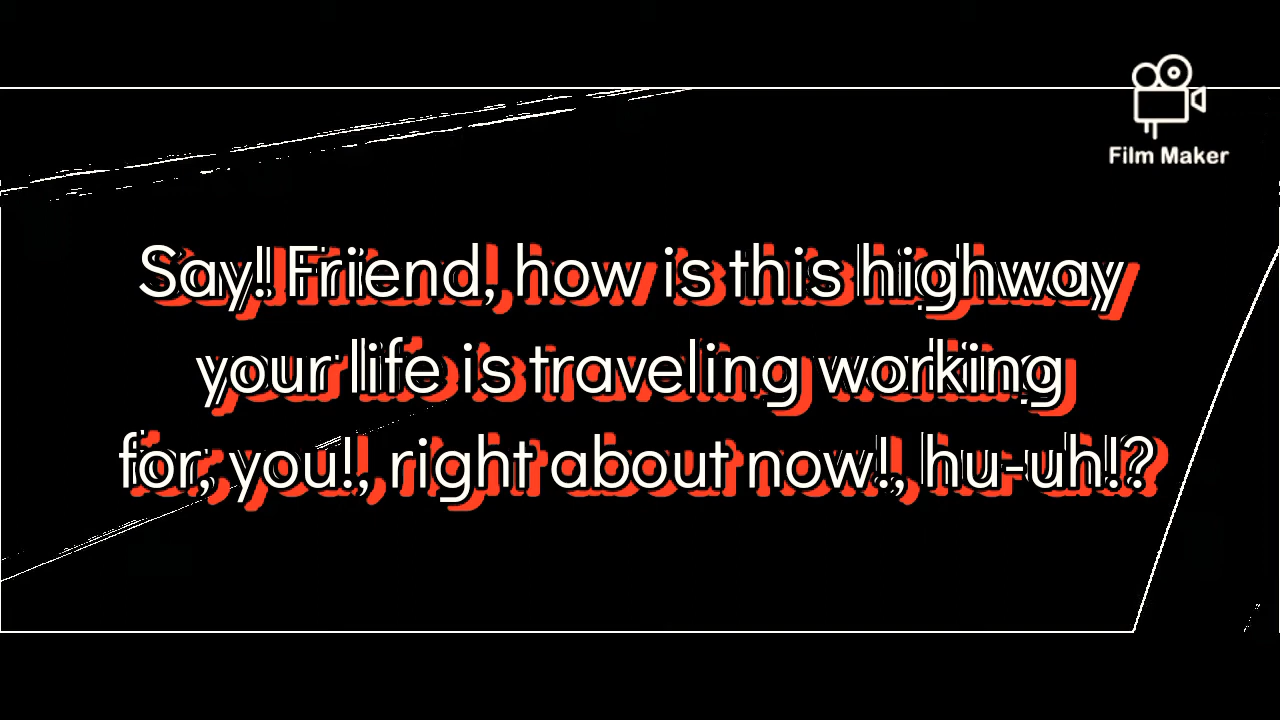 Film Maker
Say! Friend, how is this highway
your life is traveling working
for, you!, right about now!, hu-uh!?